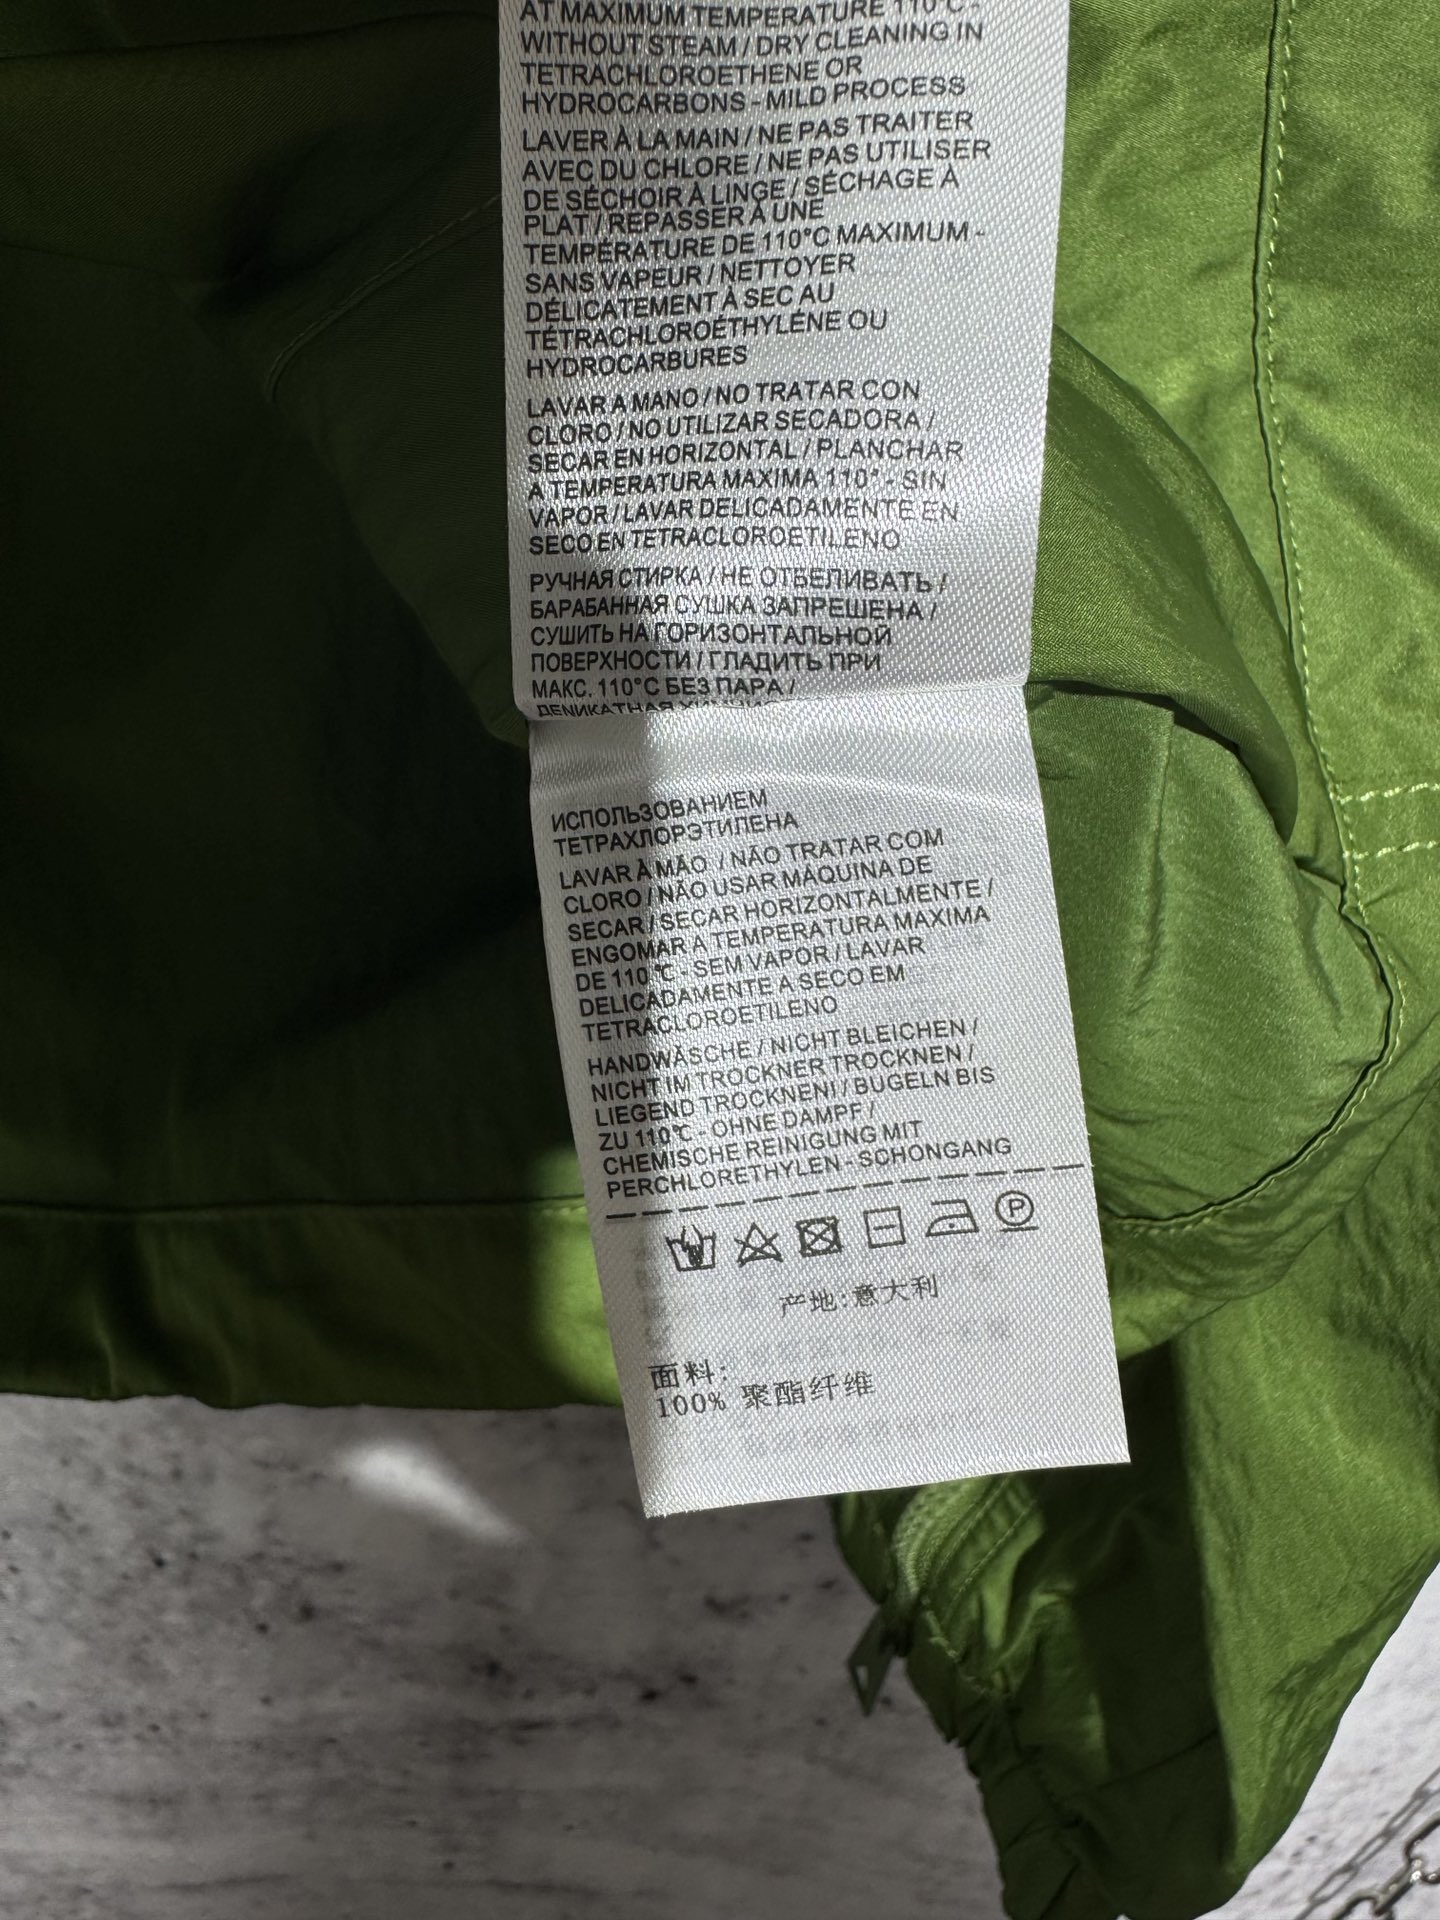 AT MAXIMUM TEMPERATURE 110°C -
WITHOUT STEAM / DRY CLEANING IN
TETRACHLOROETHENE OR
HYDROCARBONS - MILD PROCESS
LAVER À LA MAIN / NE PAS TRAITER
AVEC DU CHLORE / NE PAS UTILISER
DE SÉCHOIR À LINGE / SÉCHAGE À
PLAT / REPASSER À UNE
TEMPÉRATURE DE 110°C MAXIMUM -
SANS VAPEUR / NETTOYER
DÉLICATEMENT À SEC AU
TÉTRACHLOROÉTHYLÉNE OU
HYDROCARBURES
LAVAR A MANO / NO TRATAR CON
CLORO / NO UTILIZAR SECADORA /
SECAR EN HORIZONTAL / PLANCHAR
A TEMPERATURA MAXIMA 110° - SIN
VAPOR / LAVAR DELICADAMENTE EN
SECO EN TETRACLOROETILENO
РУЧНАЯ СТИРКА / НЕ ОТБЕЛИВАТЬ /
БАРАБАННАЯ СУШКА ЗАПРЕШЕНА /
СУШИТЬ НА ГОРИЗОНТАЛЬНОЙ
ПОВЕРХНОСТИ / ГЛАДИТЬ ПРИ
МАКС. 110°C БЕЗ ПАРА /
ИСПОЛЬЗОВАНИЕМ
ТЕТРАХЛОРЭТИЛЕНА
LAVAR À MÃO / NÃO TRATAR COM
CLORO / NÃO USAR MÁQUINA DE
SECAR / SECAR HORIZONTALMENTE /
ENGOMAR A TEMPERATURA MAXIMA
DE 110℃ - SEM VAPOR / LAVAR
DELICADAMENTE A SECO EM
TETRACLOROETILENO
HANDWÄSCHE / NICHT BLEICHEN /
NICHT IM TROCKNER TROCKNEN /
LIEGEND TROCKNENI / BUGELN BIS
ZU 110℃ - OHNE DAMPF /
CHEMISCHE REINIGUNG MIT
PERCHLORETHYLEN - SCHONGANG
P
产地:意大利
面料:
100% 聚酯纤维